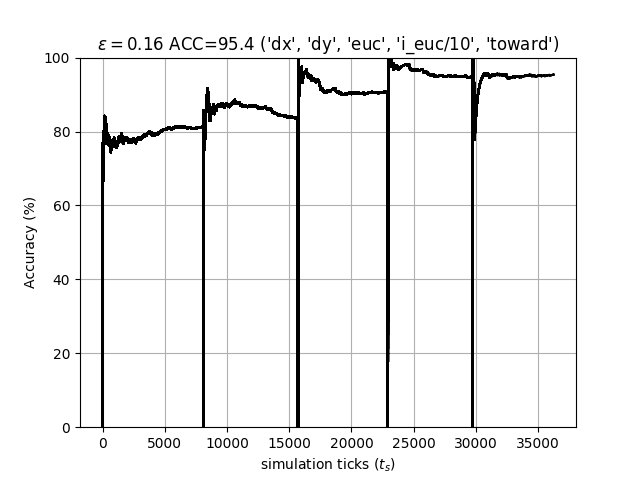 ε = 0.16 ACC=95.4 ('dx', 'dy', 'euc', 'i_euc/10', 'toward')
100
80
60
40
20
0
Accuracy (%)
0 5000 10000 15000 20000 25000 30000 35000
simulation ticks (tₛ)